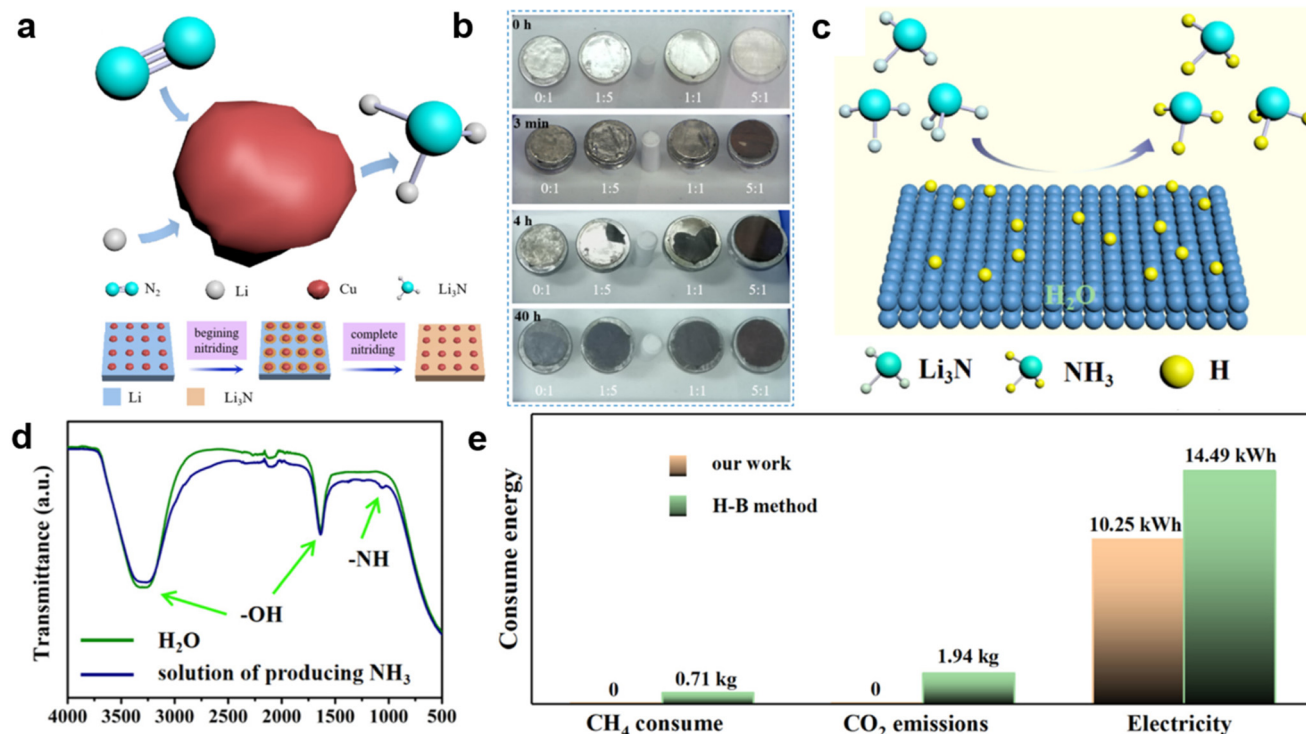 a
N₂
Li
Cu
Li₃N
begining
nitriding
complete
nitriding
Li
Li₃N
b
0 h
0:1 1:5 1:1 5:1
3 min
0:1 1:5 1:1 5:1
4 h
0:1 1:5 1:1 5:1
40 h
0:1 1:5 1:1 5:1
c
H₂O
Li₃N
NH₃
H
d
Transmittance (a.u.)
-NH
-OH
H₂O
solution of producing NH₃
4000 3500 3000 2500 2000 1500 1000 500
e
Consume energy
our work
H-B method
14.49 kWh
10.25 kWh
1.94 kg
0.71 kg
0
0
CH₄ consume
CO₂ emissions
Electricity